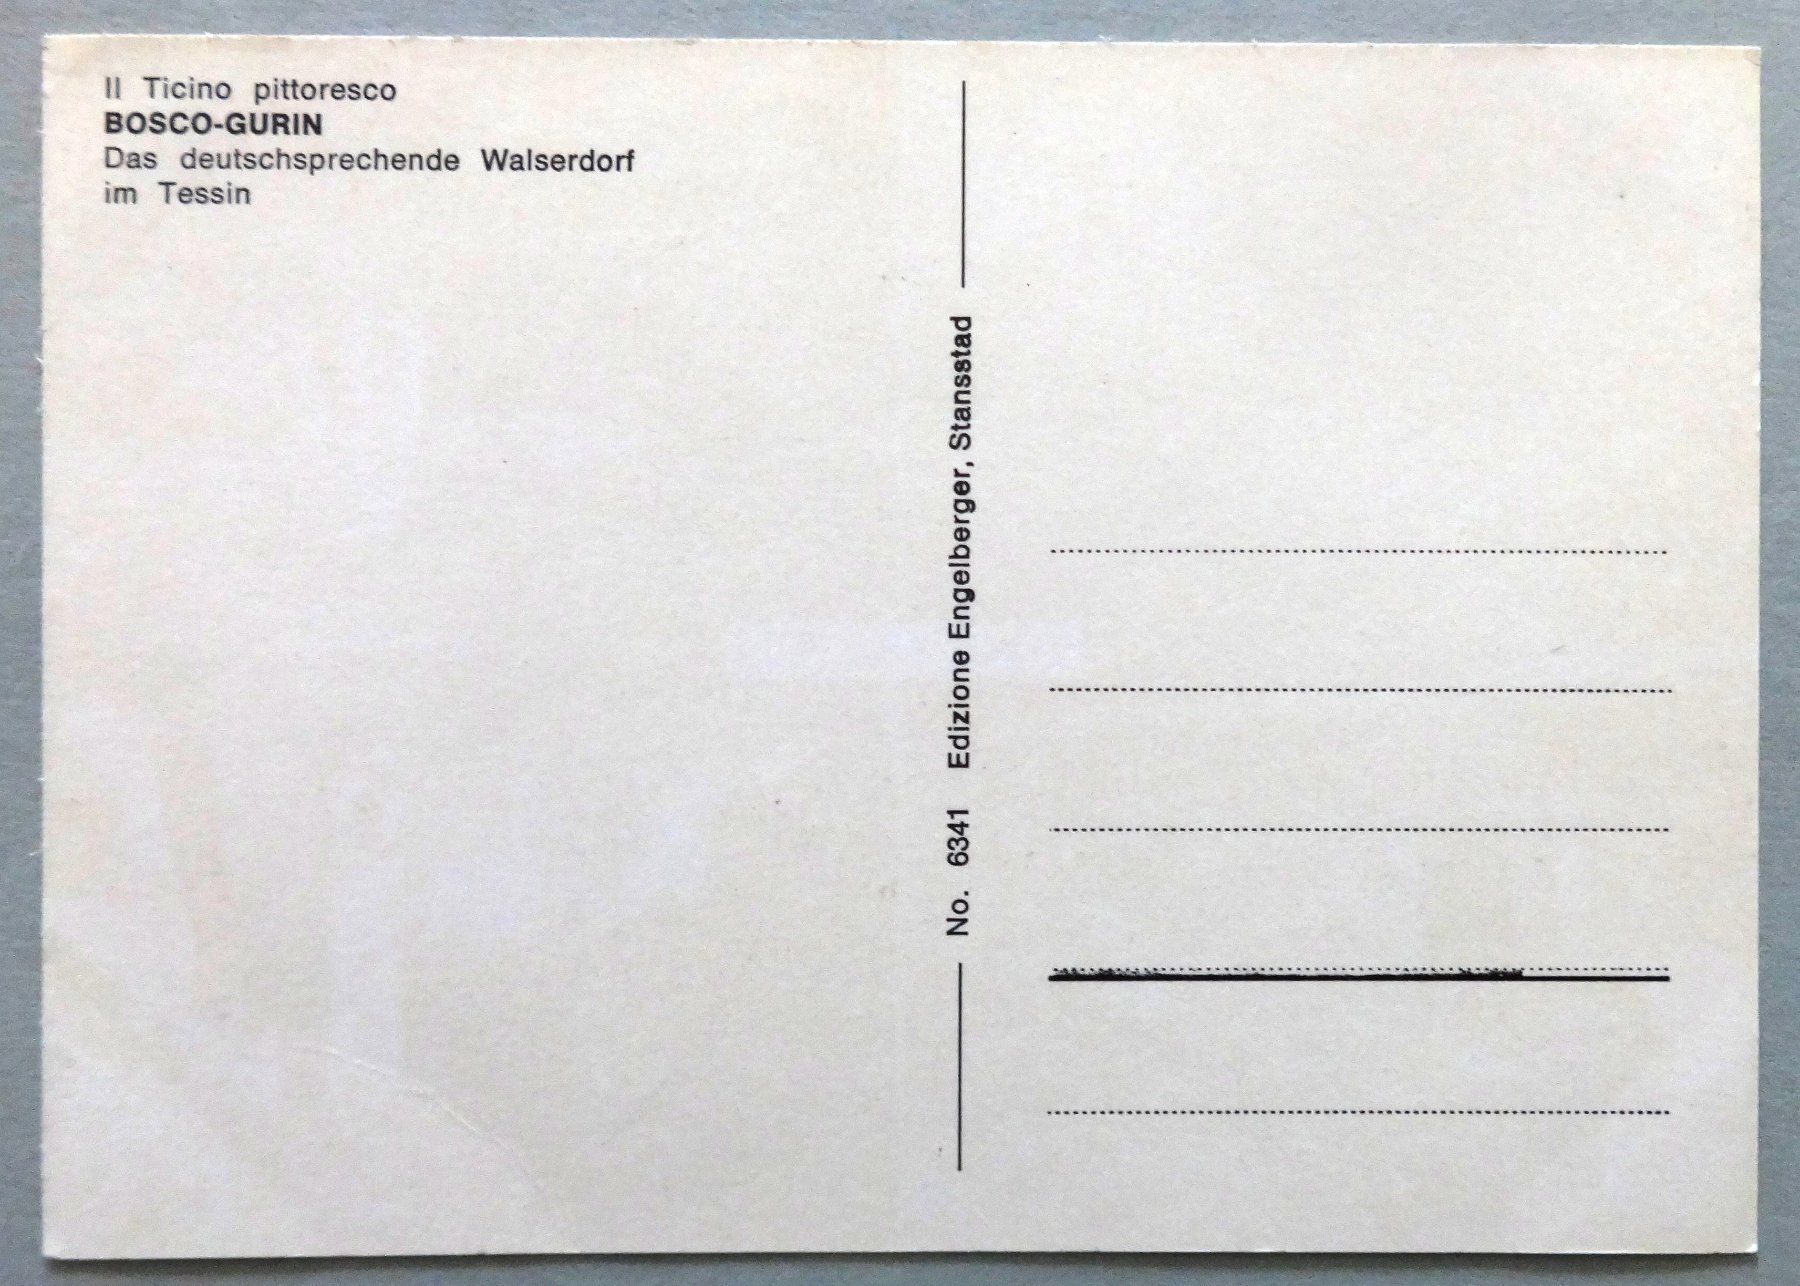 Il Ticino pittoresco
BOSCO-GURIN
Das deutschsprechende Walserdorf
im Tessin
No. 6341 Edizione Engelberger, Stansstad